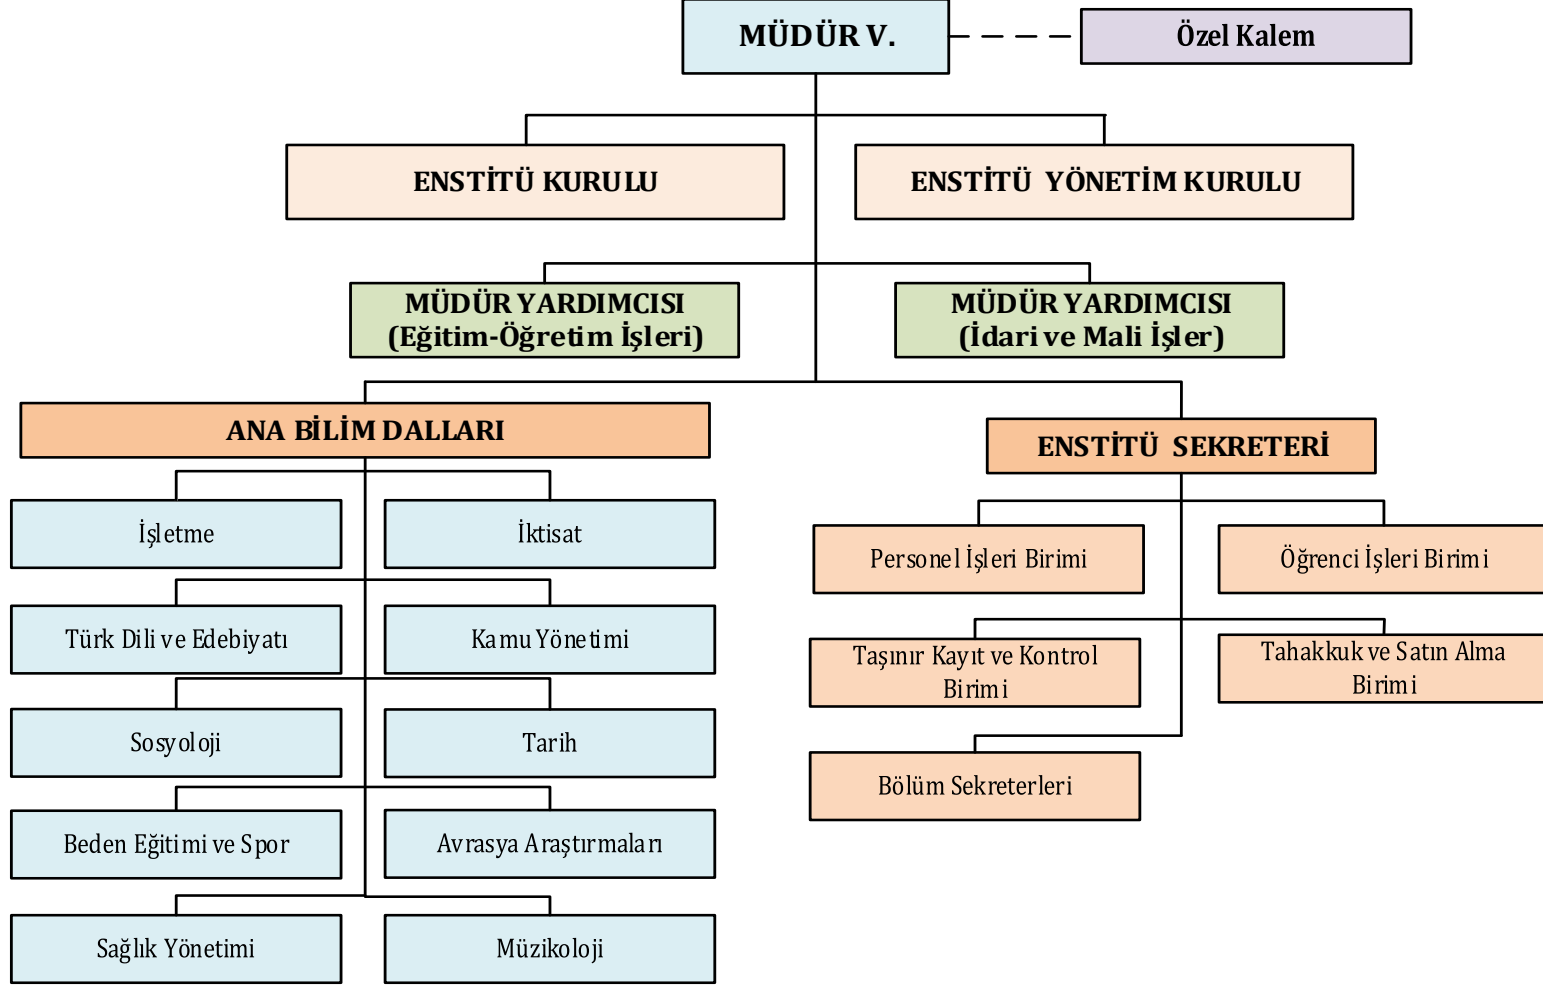 MÜDÜR V.
Özel Kalem
ENSTİTÜ KURULU
ENSTİTÜ YÖNETİM KURULU
MÜDÜR YARDIMCISI
(Eğitim-Öğretim İşleri)
MÜDÜR YARDIMCISI
(İdari ve Mali İşler)
ANA BİLİM DALLARI
ENSTİTÜ SEKRETERİ
İşletme
İktisat
Personel İşleri Birimi
Öğrenci İşleri Birimi
Türk Dili ve Edebiyatı
Kamu Yönetimi
Taşınır Kayıt ve Kontrol
Birimi
Tahakkuk ve Satın Alma
Birimi
Sosyoloji
Tarih
Bölüm Sekreterleri
Beden Eğitimi ve Spor
Avrasya Araştırmaları
Sağlık Yönetimi
Müzikoloji